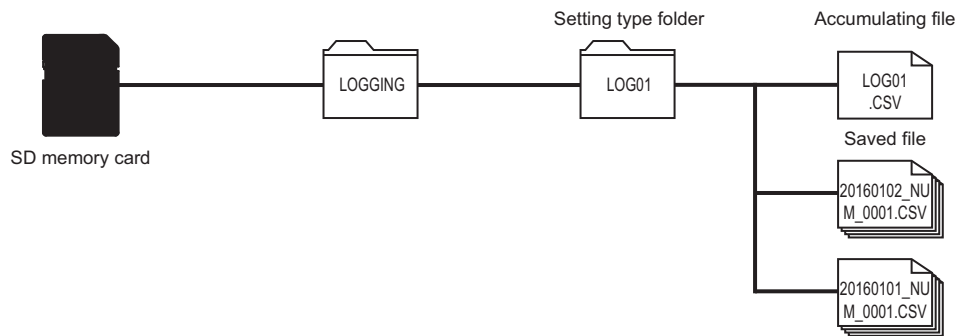 Setting type folder
Accumulating file
LOGGING
LOG01
LOG01
.CSV
SD memory card
Saved file
20160102_NU
M_0001.CSV
20160101_NU
M_0001.CSV